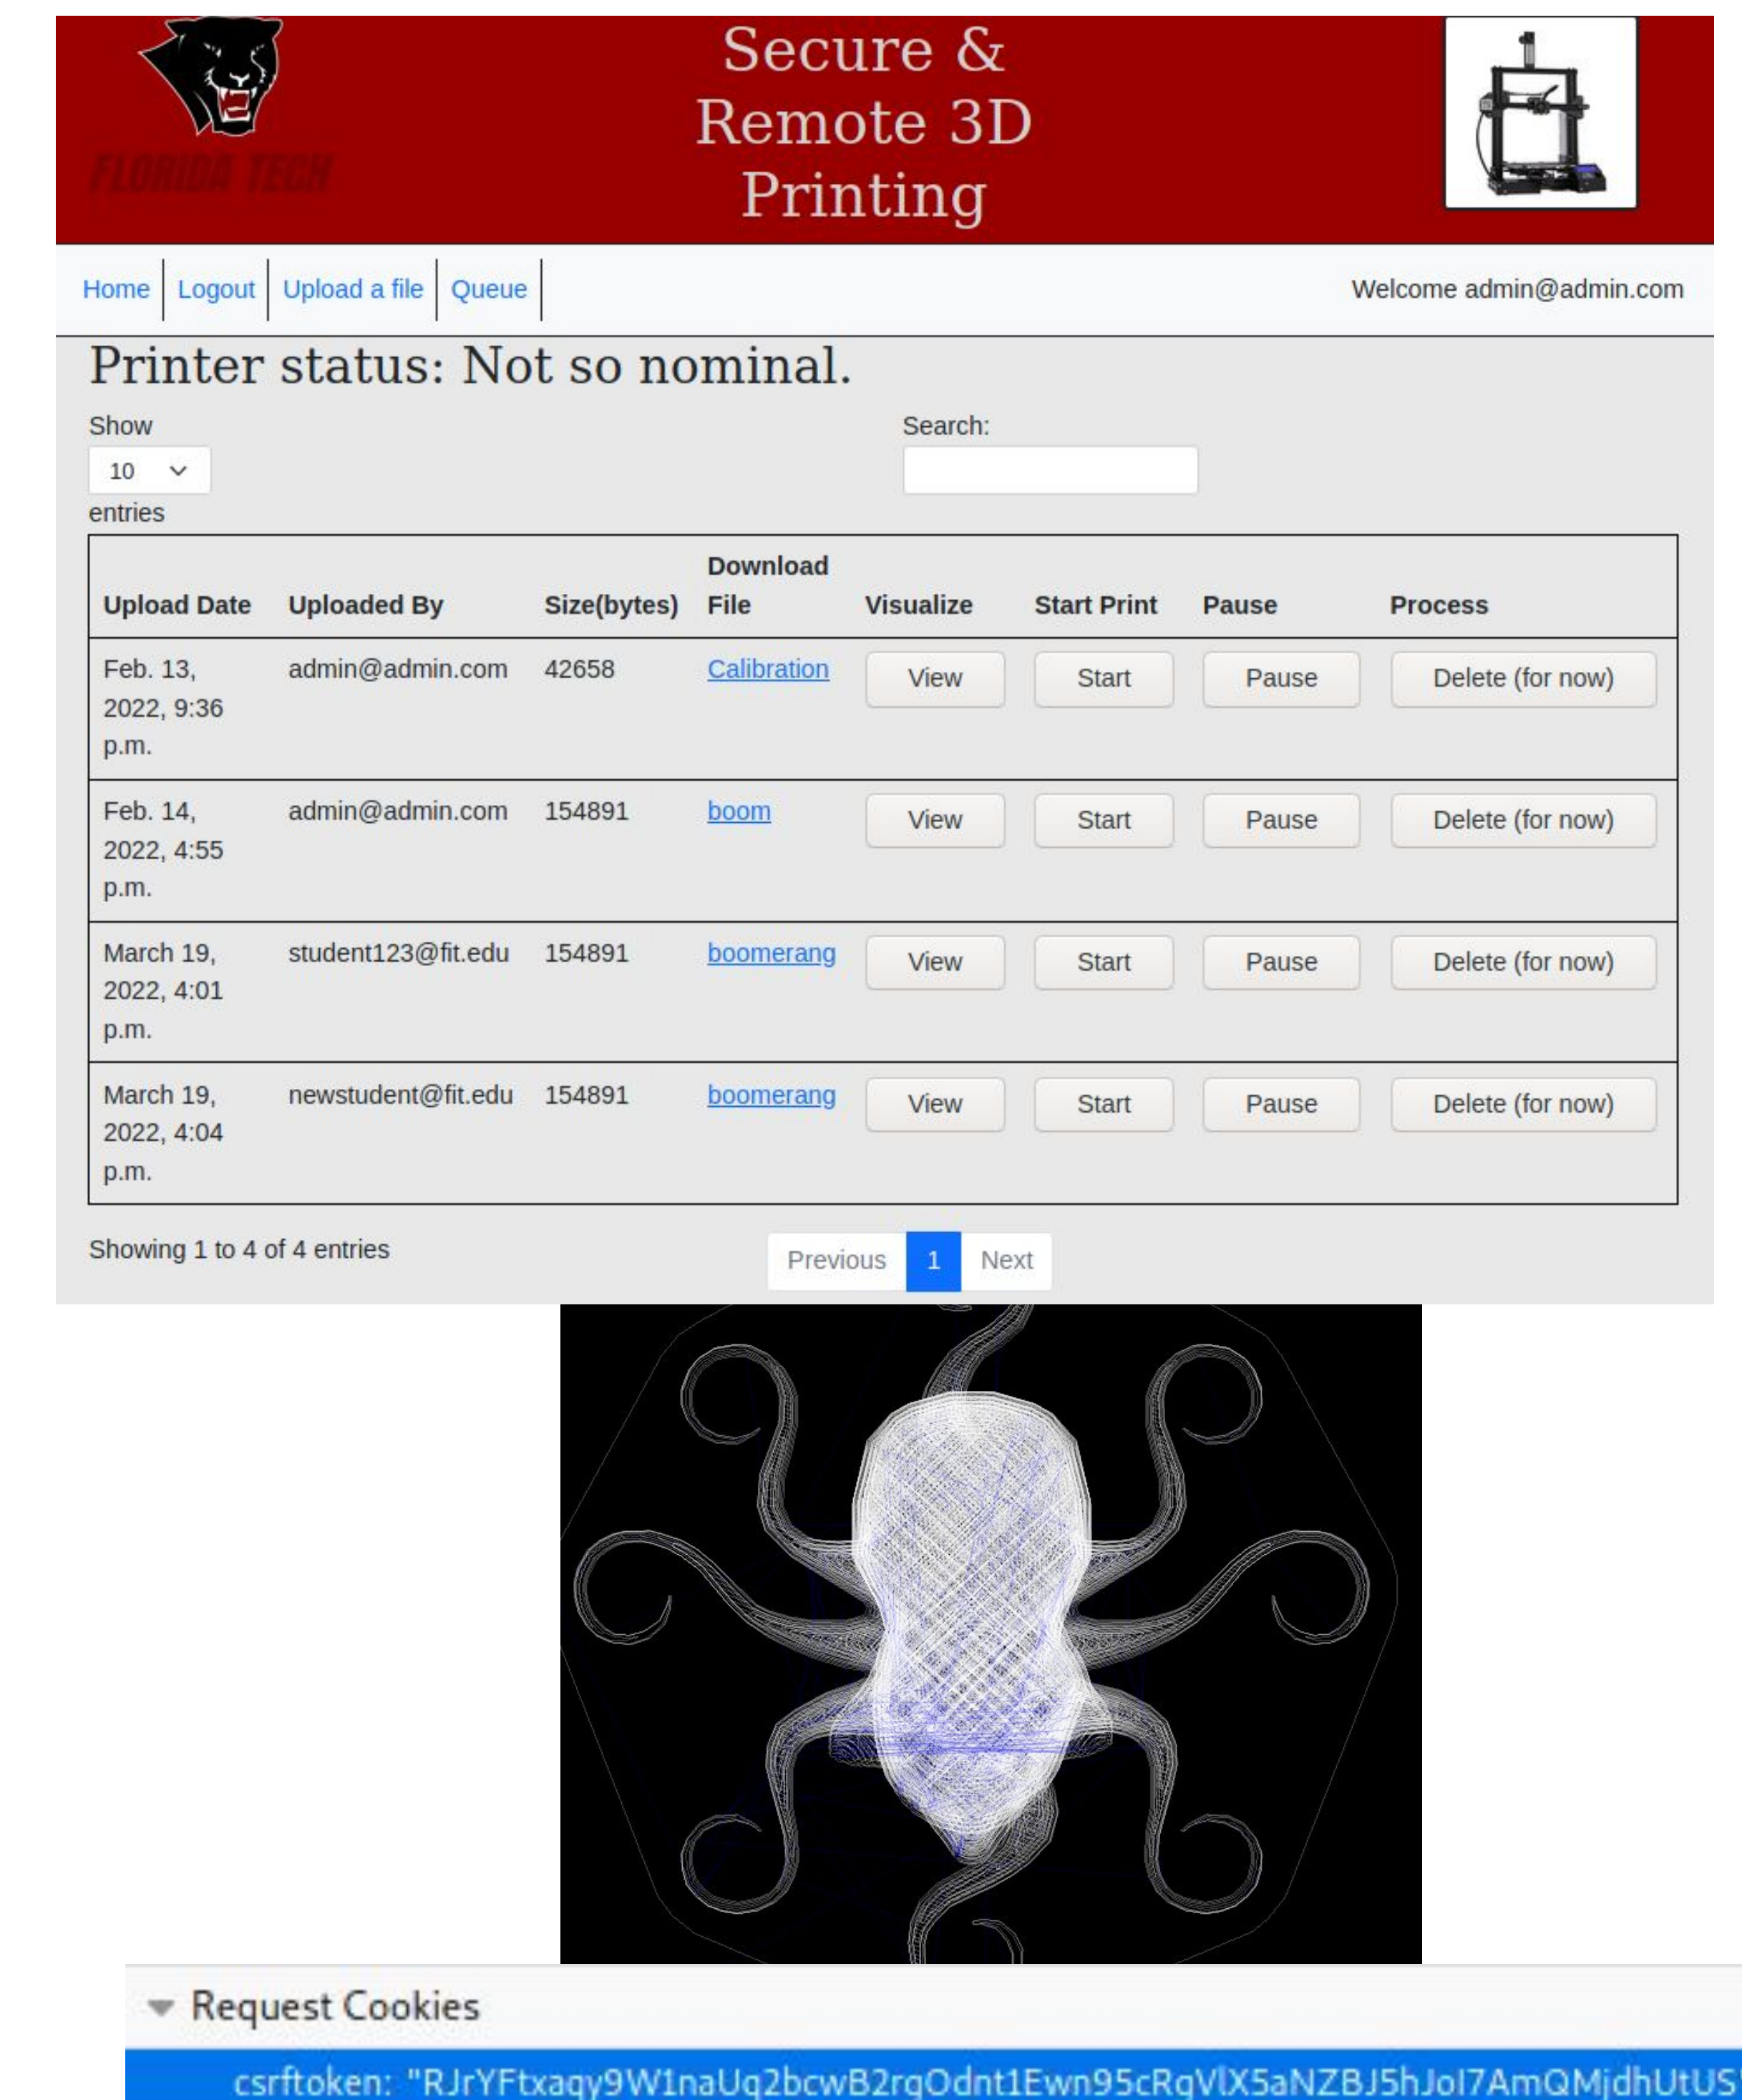 Secure &
Remote 3D
Printing
FLORIDA TECH
Home Logout Upload a file Queue Welcome admin@admin.com
Printer status: Not so nominal.
Show Search:
10
entries
Download
Upload Date Uploaded By Size(bytes) File Visualize Start Print Pause Process
Feb. 13, admin@admin.com 42658 Calibration View Start Pause Delete (for now)
2022, 9:36
p.m.
Feb. 14, admin@admin.com 154891 boom View Start Pause Delete (for now)
2022, 4:55
p.m.
March 19, student123@fit.edu 154891 boomerang View Start Pause Delete (for now)
2022, 4:01
p.m.
March 19, newstudent@fit.edu 154891 boomerang View Start Pause Delete (for now)
2022, 4:04
p.m.
Showing 1 to 4 of 4 entries Previous 1 Next
Request Cookies
csrftoken: